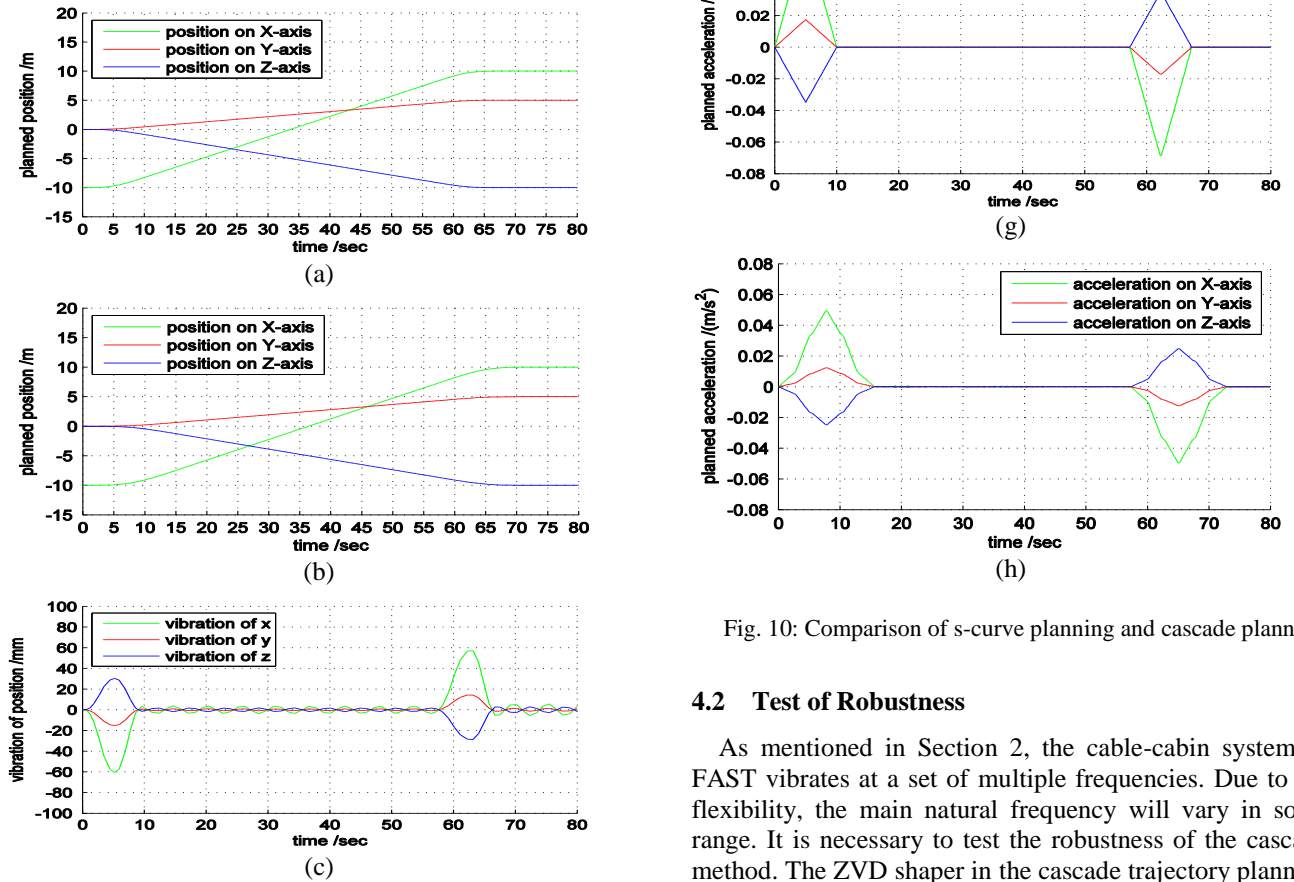 20
15
10
5
0
-5
-10
-15
planned position /m
position on X-axis
position on Y-axis
position on Z-axis
0 5 10 15 20 25 30 35 40 45 50 55 60 65 70 75 80
time /sec
(a)
20
15
10
5
0
-5
-10
-15
planned position /m
position on X-axis
position on Y-axis
position on Z-axis
0 5 10 15 20 25 30 35 40 45 50 55 60 65 70 75 80
time /sec
(b)
100
80
60
40
20
0
-20
-40
-60
-80
-100
vibration of position /mm
vibration of x
vibration of y
vibration of z
0 10 20 30 40 50 60 70 80
time /sec
(c)
0.02
0
-0.02
-0.04
-0.06
-0.08
planned acceleration /
0 10 20 30 40 50 60 70 80
time /sec
(g)
0.08
0.06
0.04
0.02
0
-0.02
-0.04
-0.06
-0.08
planned acceleration /(m/s²)
acceleration on X-axis
acceleration on Y-axis
acceleration on Z-axis
0 10 20 30 40 50 60 70 80
time /sec
(h)
Fig. 10: Comparison of s-curve planning and cascade plann
4.2 Test of Robustness
As mentioned in Section 2, the cable-cabin system
FAST vibrates at a set of multiple frequencies. Due to
flexibility, the main natural frequency will vary in so
range. It is necessary to test the robustness of the casca
method. The ZVD shaper in the cascade trajectory plann